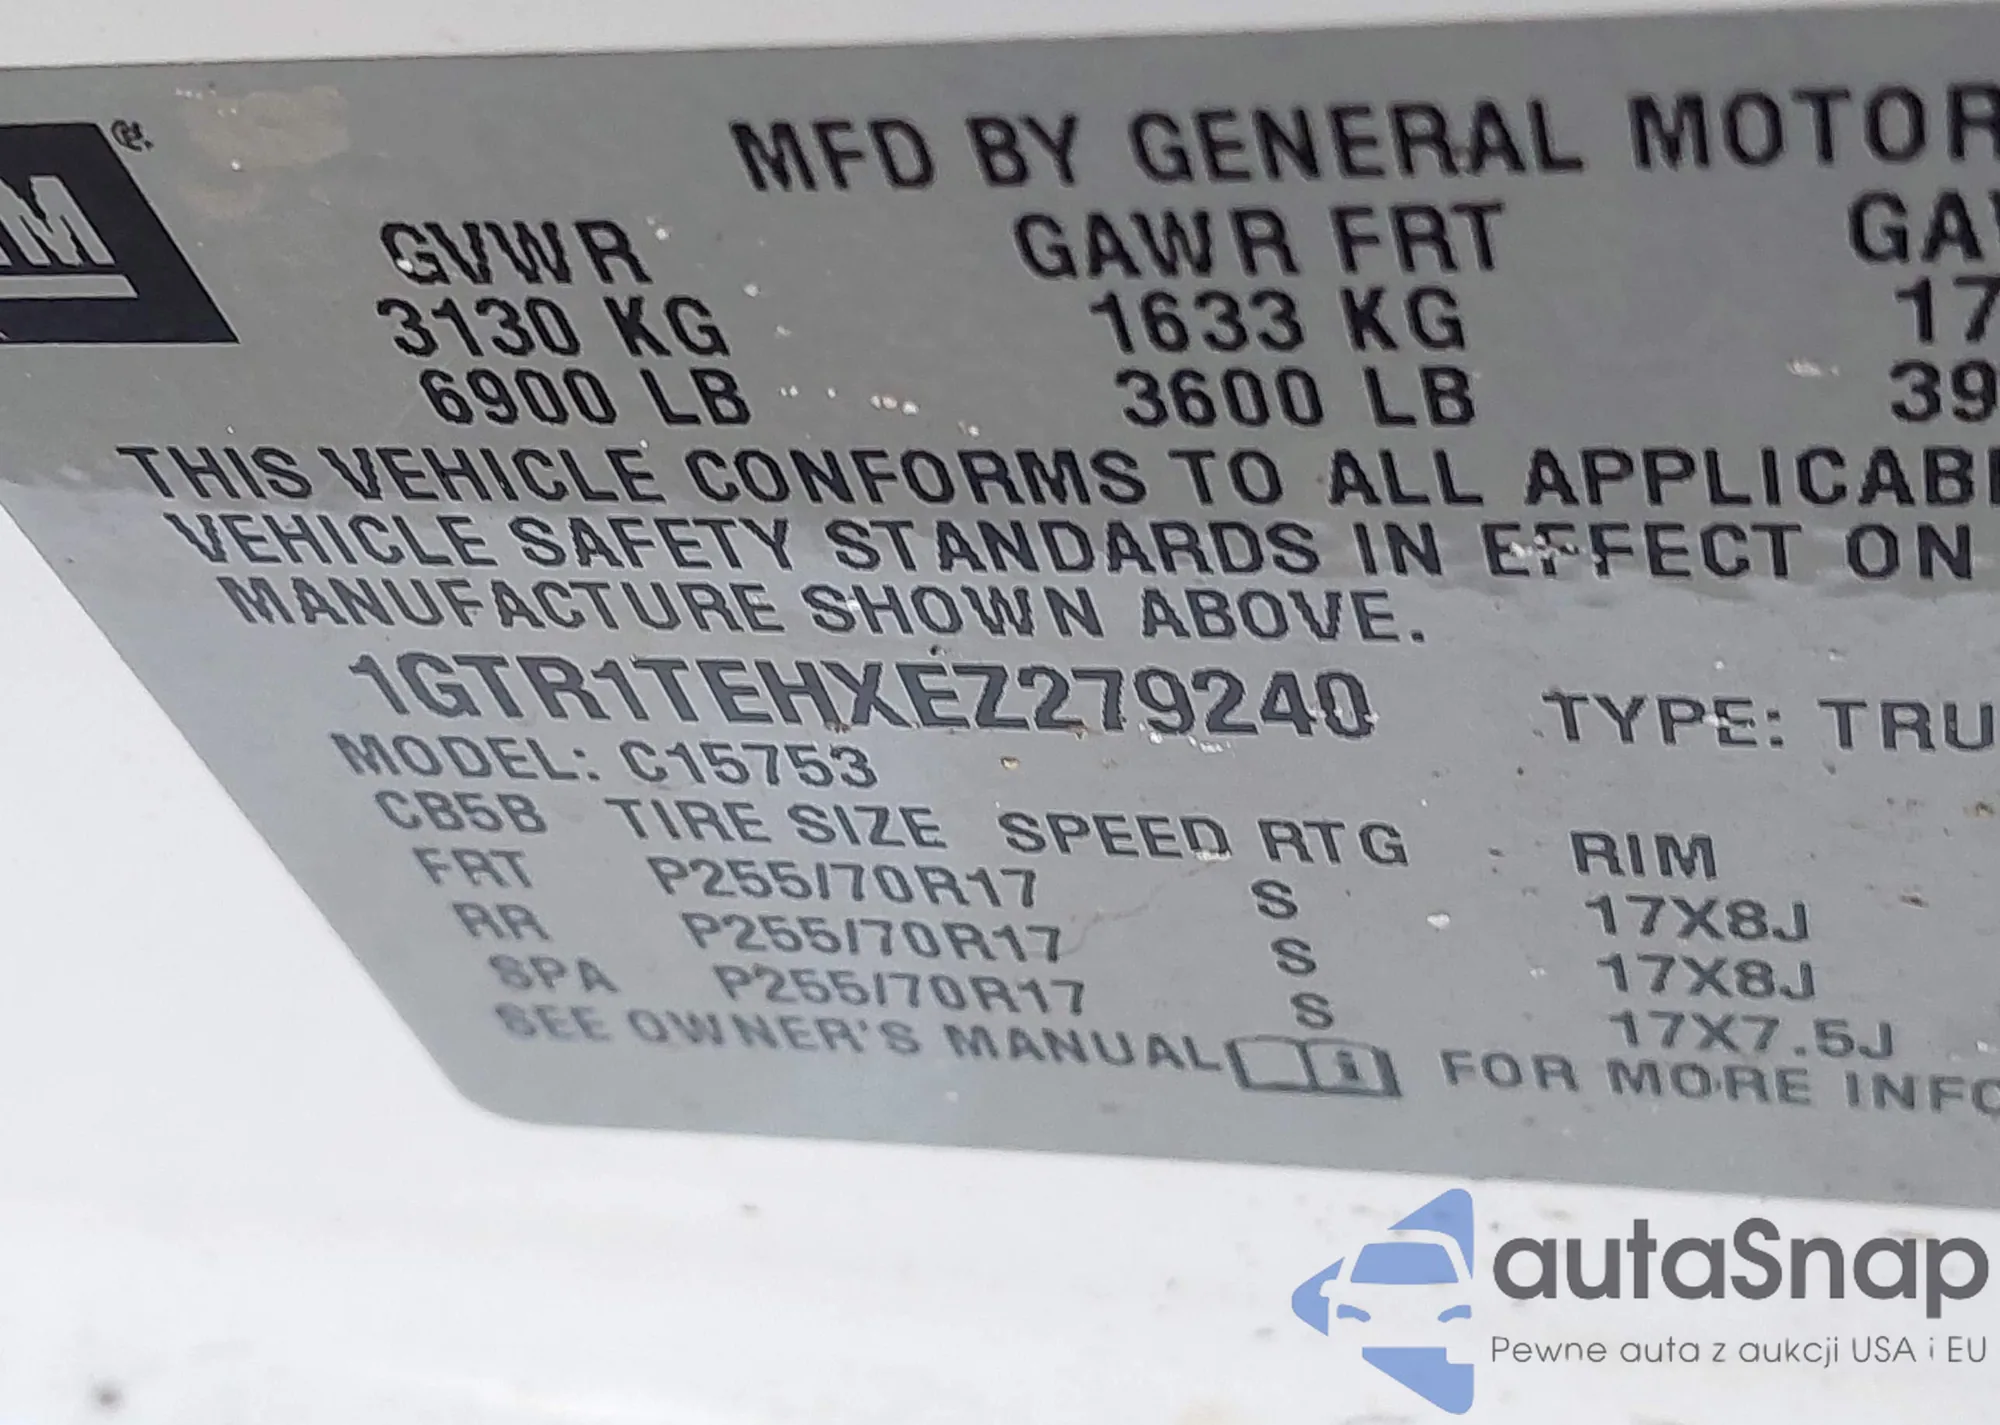 GM ®.
MFD BY GENERAL MOTOR
GVWR GAWR FRT GAW
3130 KG 1633 KG 17
6900 LB 3600 LB 39
THIS VEHICLE CONFORMS TO ALL APPLICABL
VEHICLE SAFETY STANDARDS IN EFFECT ON
MANUFACTURE SHOWN ABOVE.
1GTR1TEHXEZ279240 TYPE: TRU
MODEL: C15753
CB5B TIRE SIZE SPEED RTG RIM
FRT P255/70R17 S 17X8J
RR P255/70R17 S 17X8J
SPA P255/70R17 S 17X7.5J
SEE OWNER'S MANUAL i FOR MORE INFO
autaSnap
Pewne auta z aukcji USA i EU